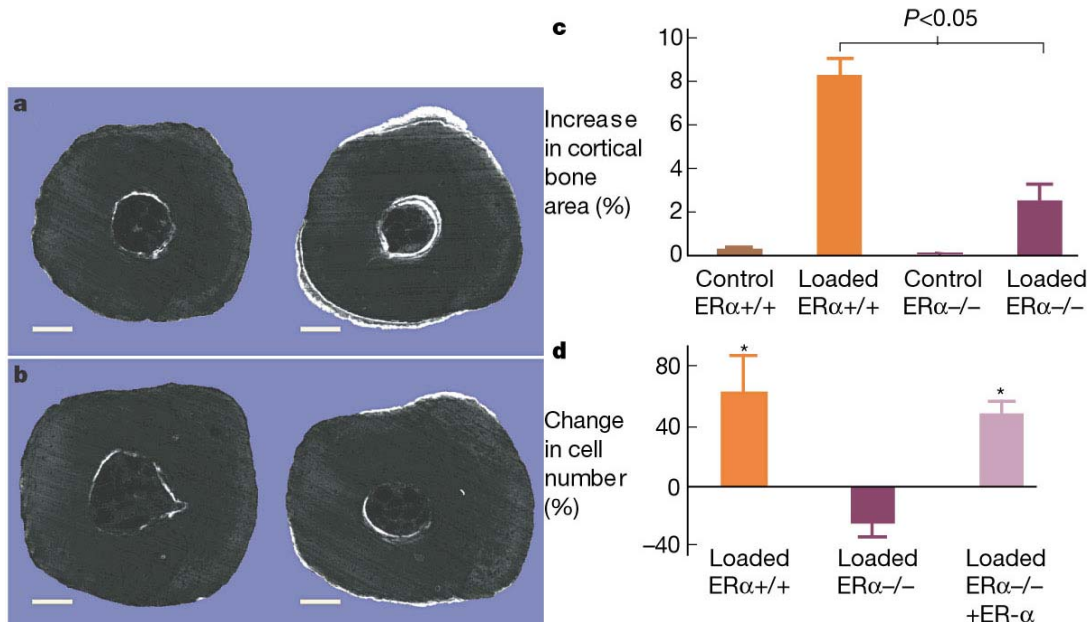 a
b
c
P<0.05
Increase
in cortical
bone
area (%)
10
8
6
4
2
0
Control
ERα+/+
Loaded
ERα+/+
Control
ERα−/−
Loaded
ERα−/−
d
Change
in cell
number
(%)
80
40
0
−40
*
*
Loaded
ERα+/+
Loaded
ERα−/−
Loaded
ERα−/−
+ER-α